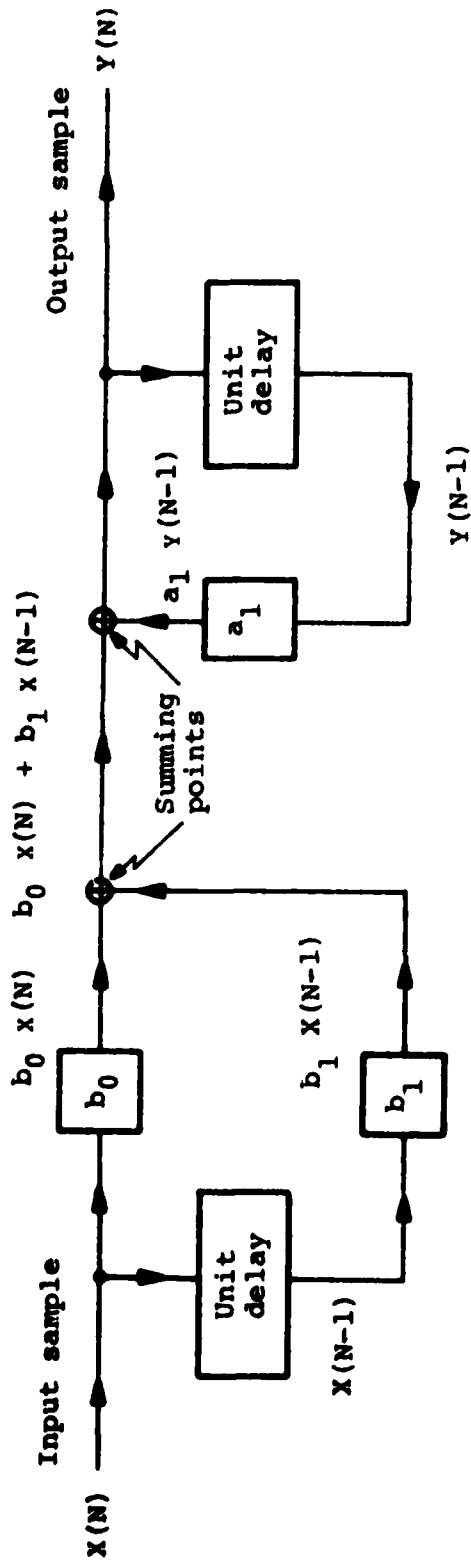 X(N)
Input sample
Unit
delay
X(N-1)
b₀
b₀ X(N)
b₁
b₁ X(N-1)
b₀ X(N) + b₁ X(N-1)
Summing
points
a₁ Y(N-1)
a₁
Unit
delay
Y(N-1)
Output sample
Y(N)